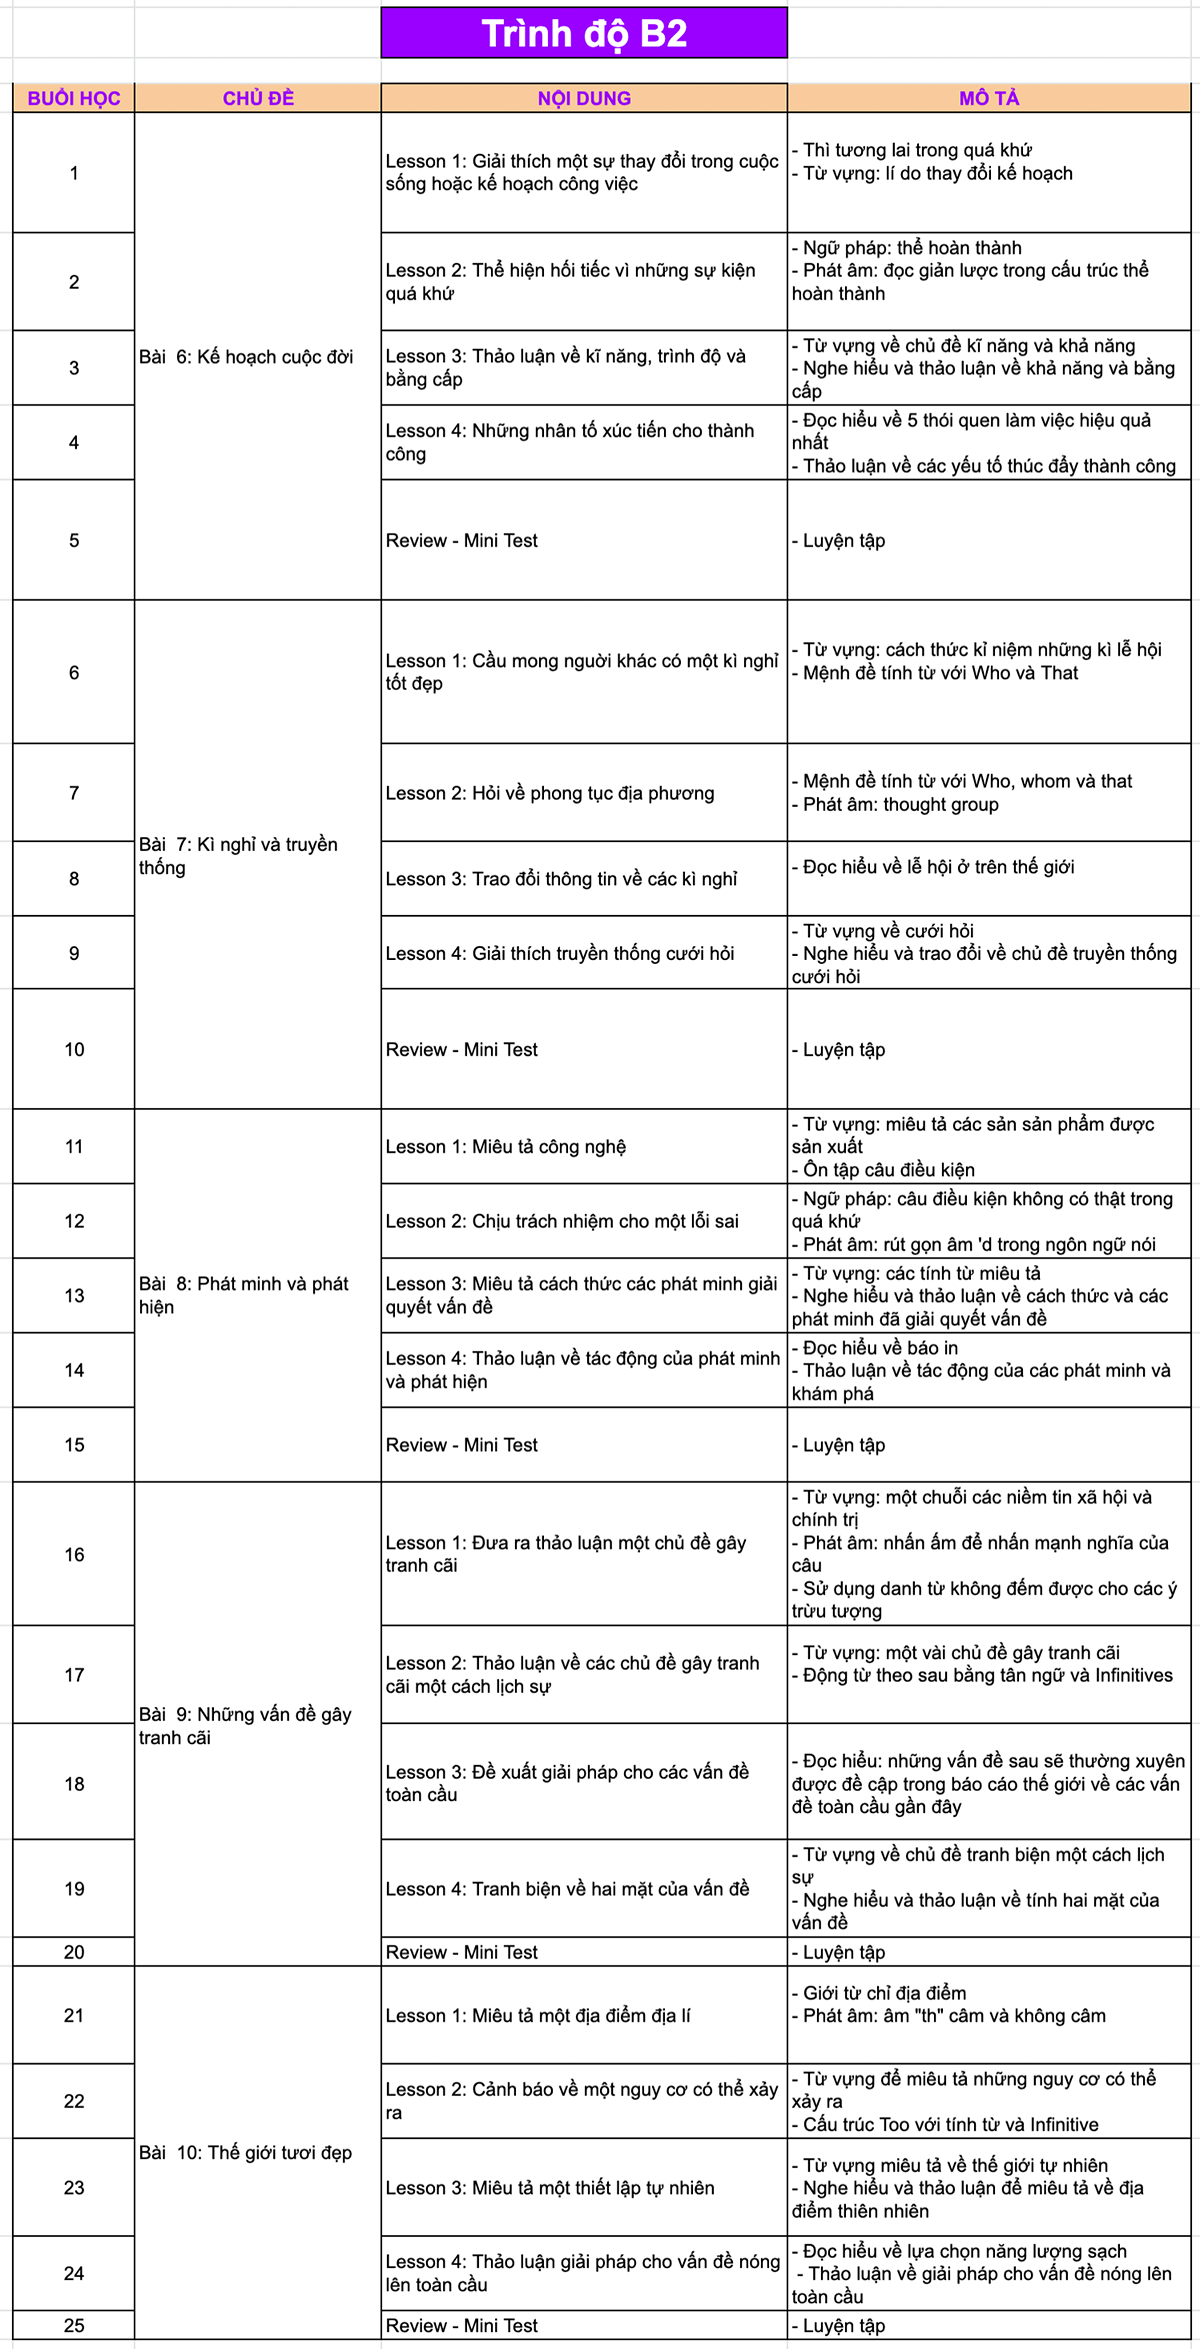 Trình độ B2
BUỔI HỌC CHỦ ĐỀ NỘI DUNG MÔ TẢ
1
Bài 6: Kế hoạch cuộc đời
Lesson 1: Giải thích một sự thay đổi trong cuộc
sống hoặc kế hoạch công việc
- Thì tương lai trong quá khứ
- Từ vựng: lí do thay đổi kế hoạch
2
Lesson 2: Thể hiện hối tiếc vì những sự kiện
quá khứ
- Ngữ pháp: thể hoàn thành
- Phát âm: đọc giản lược trong cấu trúc thể
hoàn thành
3
Lesson 3: Thảo luận về kĩ năng, trình độ và
bằng cấp
- Từ vựng về chủ đề kĩ năng và khả năng
- Nghe hiểu và thảo luận về khả năng và bằng
cấp
4
Lesson 4: Những nhân tố xúc tiến cho thành
công
- Đọc hiểu về 5 thói quen làm việc hiệu quả
nhất
- Thảo luận về các yếu tố thúc đẩy thành công
5
Review - Mini Test
- Luyện tập
6
Bài 7: Kì nghỉ và truyền
thống
Lesson 1: Cầu mong người khác có một kì nghỉ
tốt đẹp
- Từ vựng: cách thức kỉ niệm những kì lễ hội
- Mệnh đề tính từ với Who và That
7
Lesson 2: Hỏi về phong tục địa phương
- Mệnh đề tính từ với Who, whom và that
- Phát âm: thought group
8
Lesson 3: Trao đổi thông tin về các kì nghỉ
- Đọc hiểu về lễ hội ở trên thế giới
9
Lesson 4: Giải thích truyền thống cưới hỏi
- Từ vựng về cưới hỏi
- Nghe hiểu và trao đổi về chủ đề truyền thống
cưới hỏi
10
Review - Mini Test
- Luyện tập
11
Bài 8: Phát minh và phát
hiện
Lesson 1: Miêu tả công nghệ
- Từ vựng: miêu tả các sản sản phẩm được
sản xuất
- Ôn tập câu điều kiện
12
Lesson 2: Chịu trách nhiệm cho một lỗi sai
- Ngữ pháp: câu điều kiện không có thật trong
quá khứ
- Phát âm: rút gọn âm 'd trong ngôn ngữ nói
13
Lesson 3: Miêu tả cách thức các phát minh giải
quyết vấn đề
- Từ vựng: các tính từ miêu tả
- Nghe hiểu và thảo luận về cách thức và các
phát minh đã giải quyết vấn đề
14
Lesson 4: Thảo luận về tác động của phát minh
và phát hiện
- Đọc hiểu về báo in
- Thảo luận về tác động của các phát minh và
khám phá
15
Review - Mini Test
- Luyện tập
16
Bài 9: Những vấn đề gây
tranh cãi
Lesson 1: Đưa ra thảo luận một chủ đề gây
tranh cãi
- Từ vựng: một chuỗi các niềm tin xã hội và
chính trị
- Phát âm: nhấn âm để nhấn mạnh nghĩa của
câu
- Sử dụng danh từ không đếm được cho các ý
trừu tượng
17
Lesson 2: Thảo luận về các chủ đề gây tranh
cãi một cách lịch sự
- Từ vựng: một vài chủ đề gây tranh cãi
- Động từ theo sau bằng tân ngữ và Infinitives
18
Lesson 3: Đề xuất giải pháp cho các vấn đề
toàn cầu
- Đọc hiểu: những vấn đề sau sẽ thường xuyên
được đề cập trong báo cáo thế giới về các vấn
đề toàn cầu gần đây
19
Lesson 4: Tranh biện về hai mặt của vấn đề
- Từ vựng về chủ đề tranh biện một cách lịch
sự
- Nghe hiểu và thảo luận về tính hai mặt của
vấn đề
20
Review - Mini Test
- Luyện tập
21
Bài 10: Thế giới tươi đẹp
Lesson 1: Miêu tả một địa điểm địa lí
- Giới từ chỉ địa điểm
- Phát âm: âm "th" câm và không câm
22
Lesson 2: Cảnh báo về một nguy cơ có thể xảy
ra
- Từ vựng để miêu tả những nguy cơ có thể
xảy ra
- Cấu trúc Too với tính từ và Infinitive
23
Lesson 3: Miêu tả một thiết lập tự nhiên
- Từ vựng miêu tả về thế giới tự nhiên
- Nghe hiểu và thảo luận để miêu tả về địa
điểm thiên nhiên
24
Lesson 4: Thảo luận giải pháp cho vấn đề nóng
lên toàn cầu
- Đọc hiểu về lựa chọn năng lượng sạch
- Thảo luận về giải pháp cho vấn đề nóng lên
toàn cầu
25
Review - Mini Test
- Luyện tập